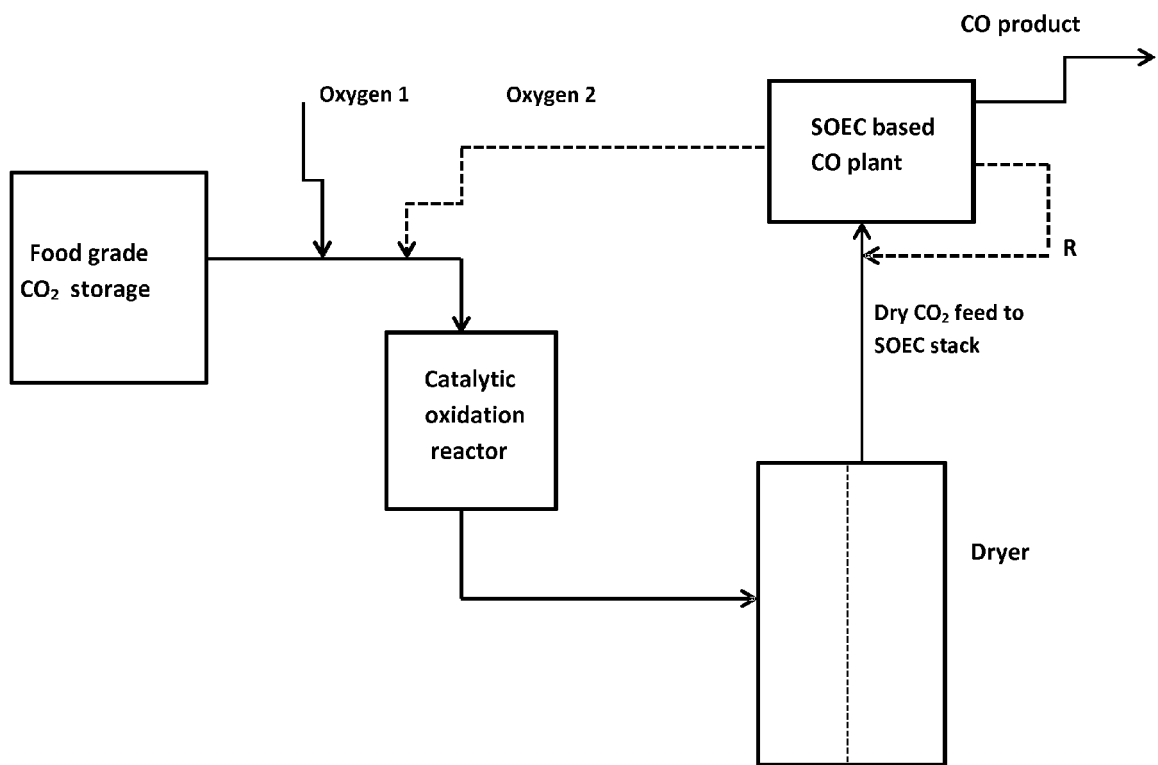 CO product
Oxygen 1
Oxygen 2
SOEC based
CO plant
Food grade
CO₂ storage
R
Dry CO₂ feed to
SOEC stack
Catalytic
oxidation
reactor
Dryer